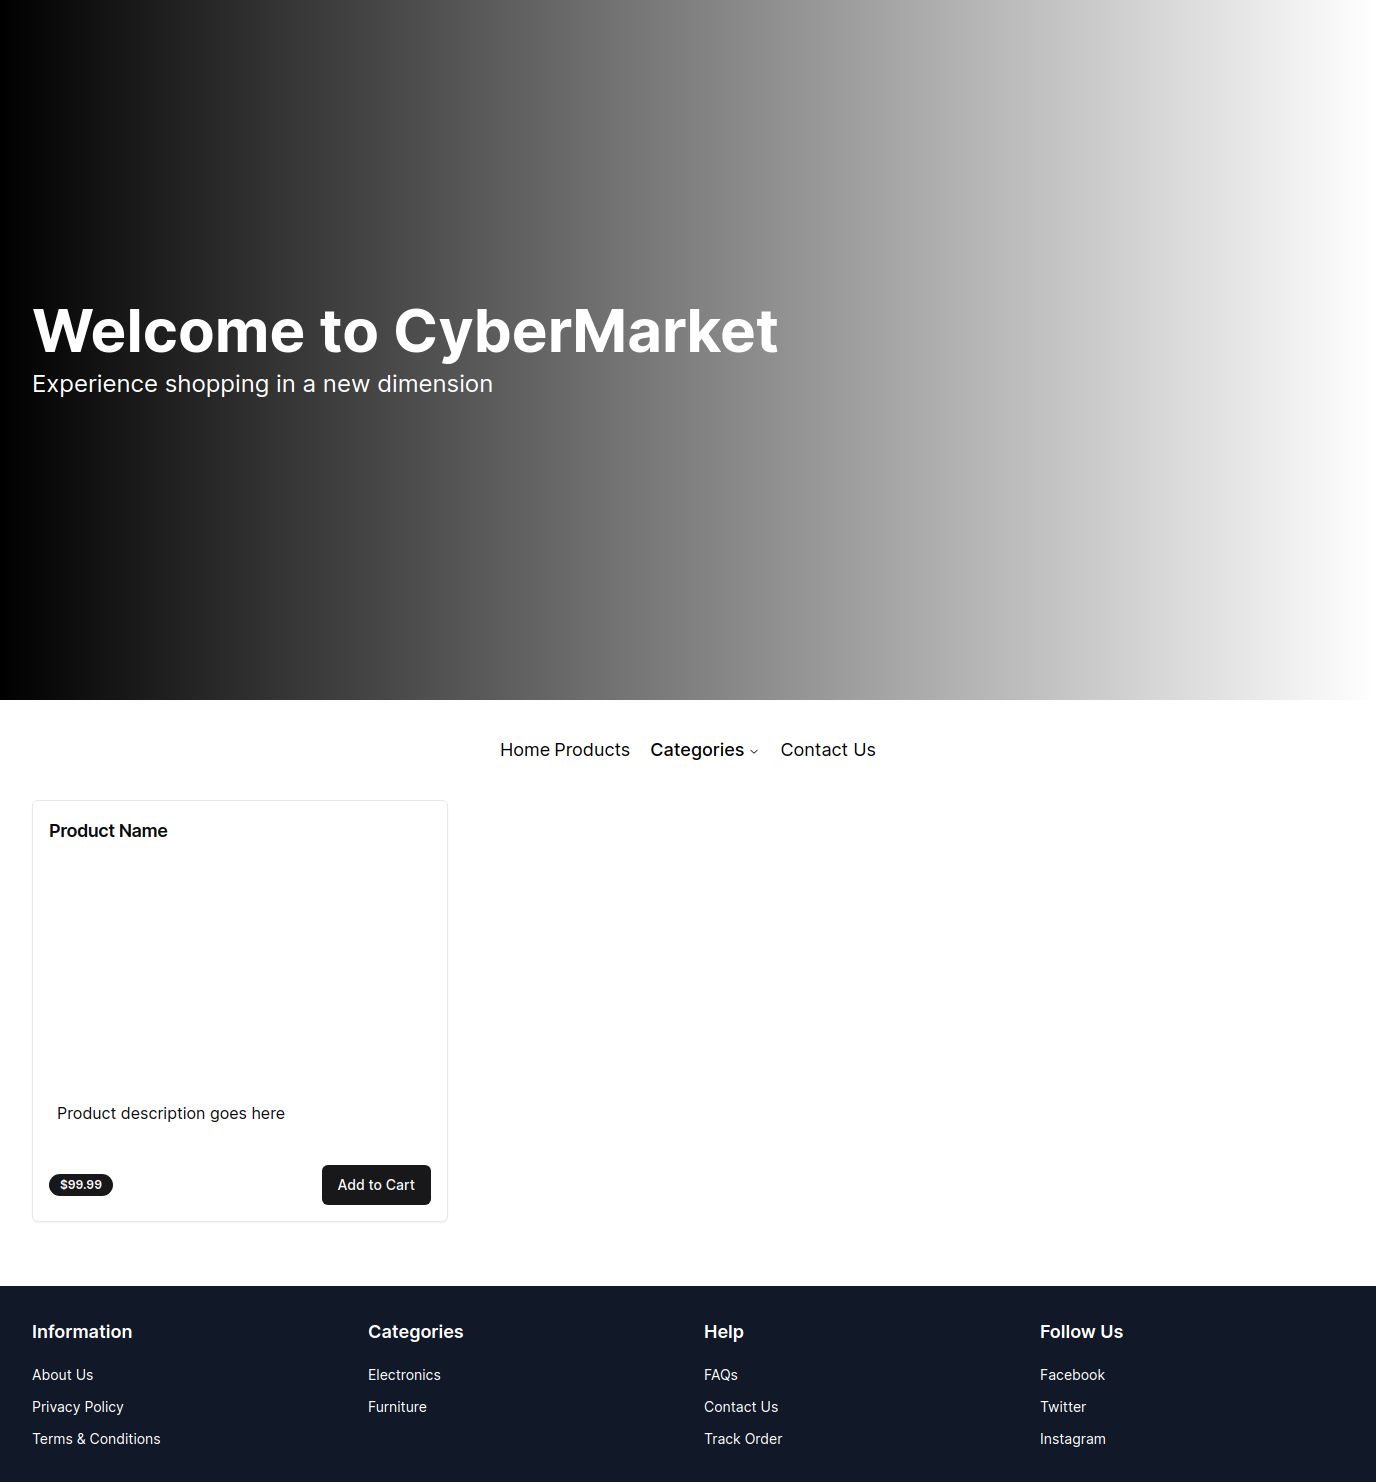 Welcome to CyberMarket
Experience shopping in a new dimension
Home Products Categories Contact Us
Product Name
Product description goes here
$99.99 Add to Cart
Information Categories Help Follow Us
About Us Electronics FAQs Facebook
Privacy Policy Furniture Contact Us Twitter
Terms & Conditions Track Order Instagram